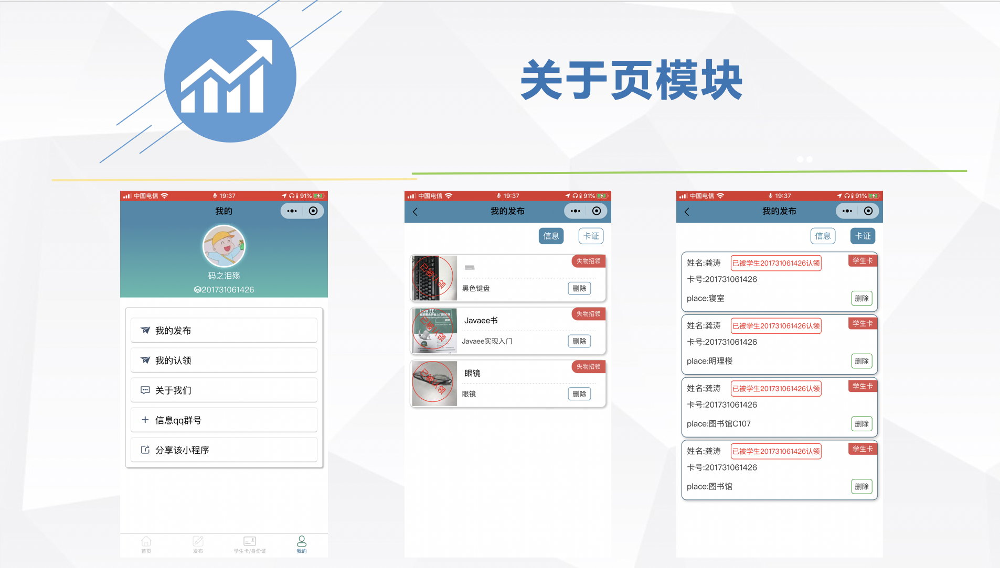 关于页模块
中国电信 19:37 91%
我的
码之泪殇
201731061426
我的发布
我的认领
关于我们
信息qq群号
分享该小程序
首页 发布 学生卡/身份证 我的
中国电信 19:37 91%
我的发布
信息 卡证
失物招领
已被认领
黑色键盘 删除
失物招领
Java EE
已被认领
Javaee书
Javaee实现入门 删除
失物招领
已被认领
眼镜
眼镜 删除
中国电信 19:37 91%
我的发布
信息 卡证
姓名:龚涛 已被学生201731061426认领 学生卡
卡号:201731061426
place:寝室 删除
姓名:龚涛 已被学生201731061426认领 学生卡
卡号:201731061426
place:明理楼 删除
姓名:龚涛 已被学生201731061426认领 学生卡
卡号:201731061426
place:图书馆C107 删除
姓名:龚涛 已被学生201731061426认领 学生卡
卡号:201731061426
place:图书馆 删除